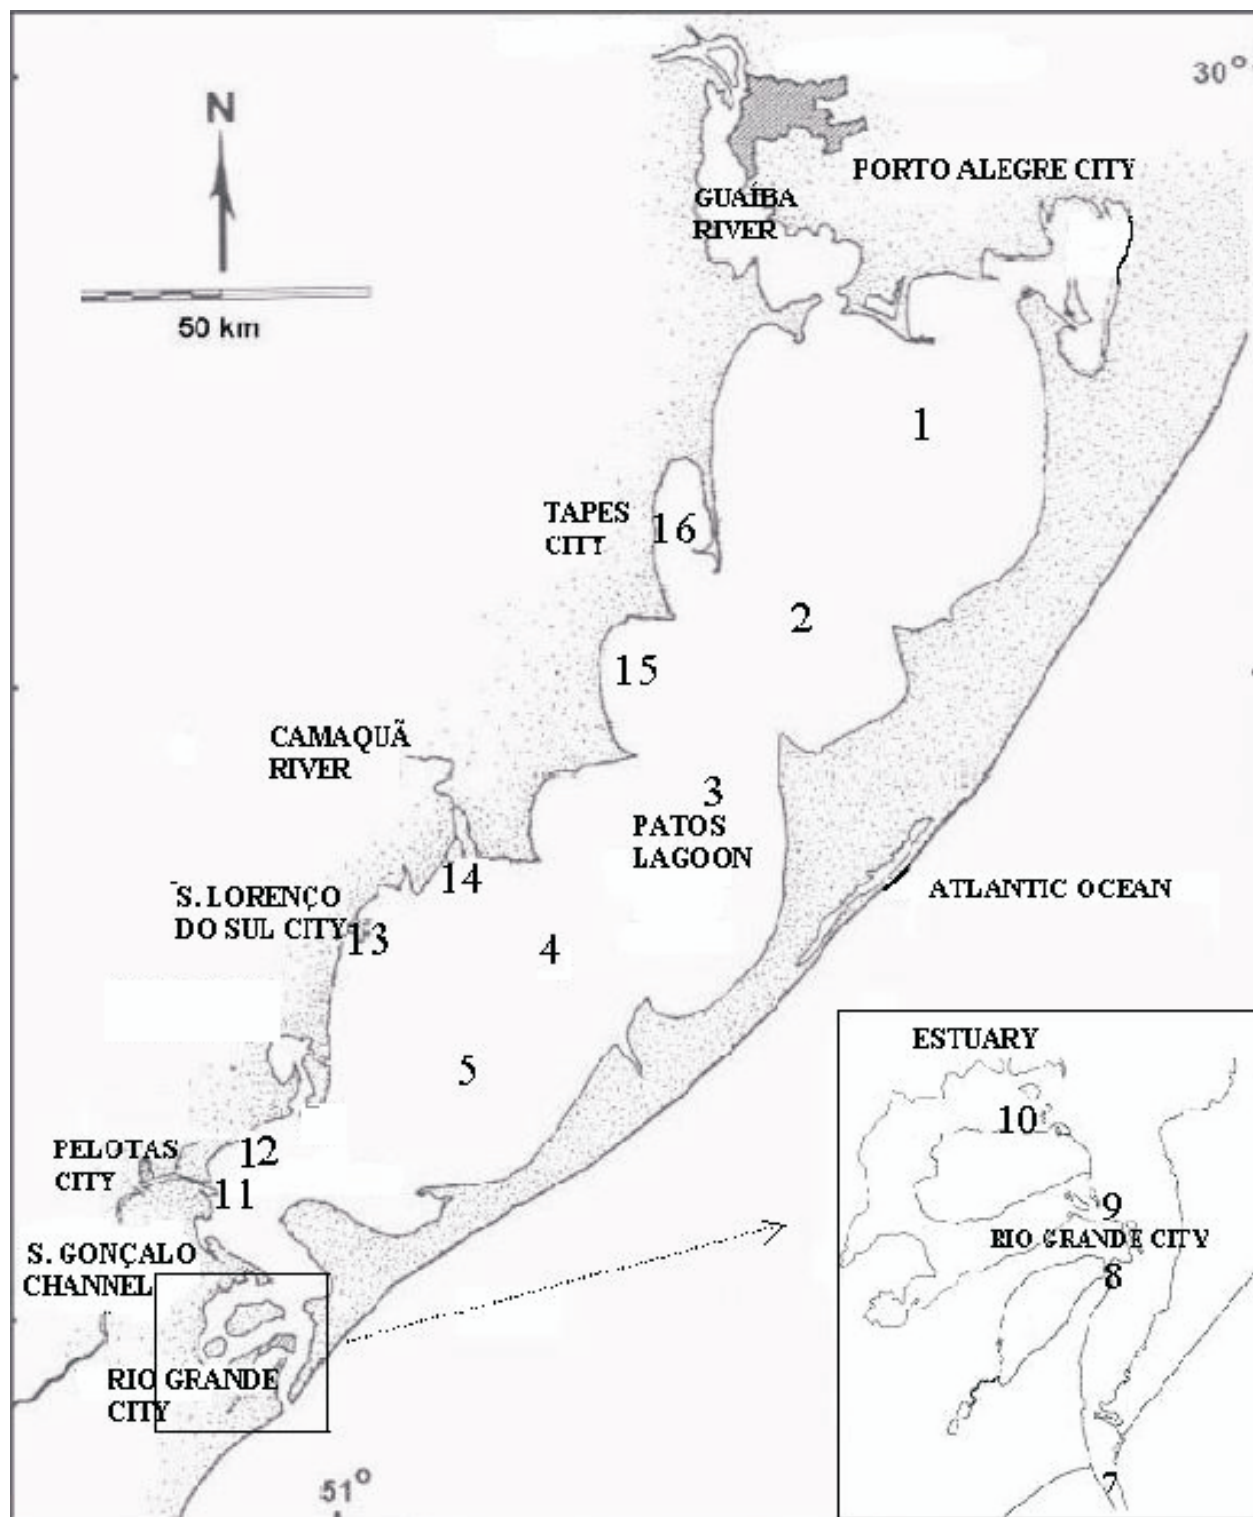 30°
N
PORTO ALEGRE CITY
GUAÍBA
RIVER
50 km
1
TAPES
CITY
16
2
15
CAMAQUÃ
RIVER
3
PATOS
LAGOON
14
S. LORENÇO
DO SUL CITY
13
ATLANTIC OCEAN
4
5
ESTUARY
10
PELOTAS
CITY
12
11
9
RIO GRANDE CITY
8
S. GONÇALO
CHANNEL
RIO GRANDE
CITY
7
51°